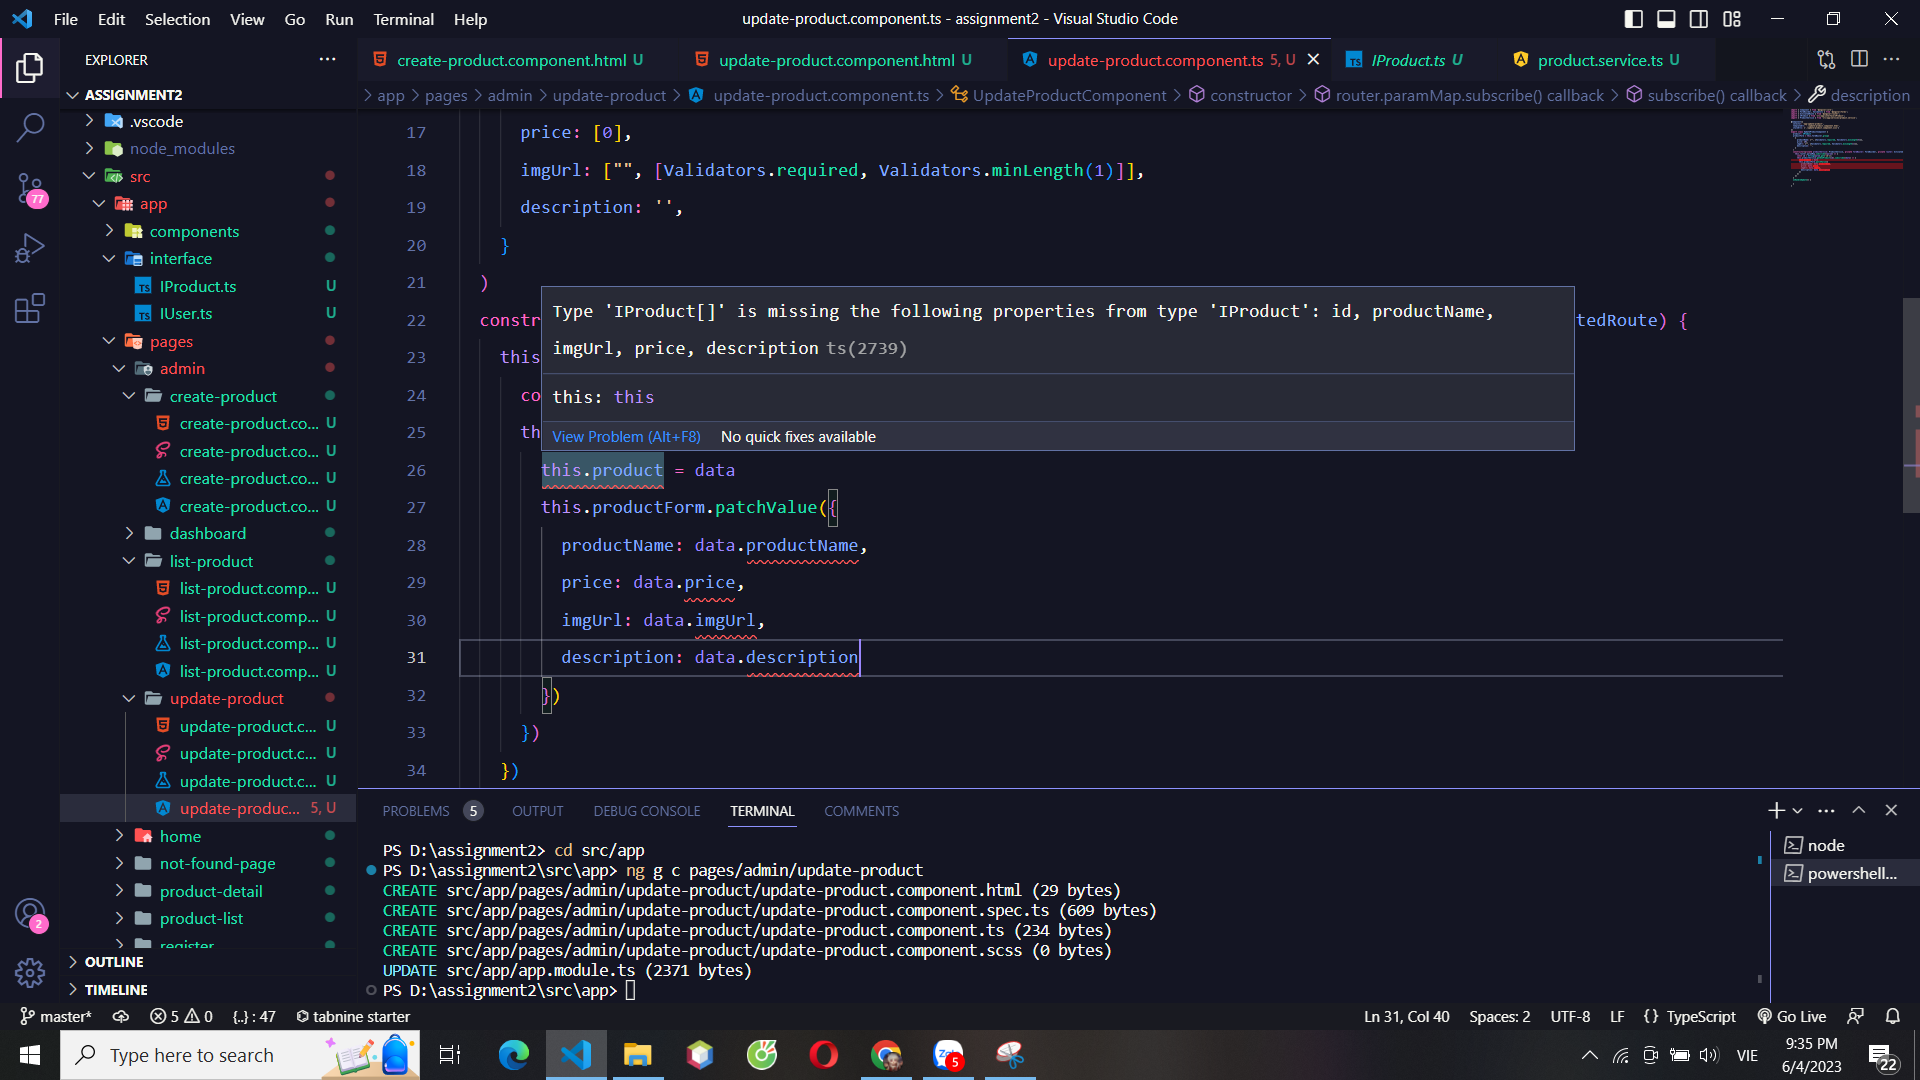 File Edit Selection View Go Run Terminal Help
update-product.component.ts - assignment2 - Visual Studio Code
EXPLORER
ASSIGNMENT2
.vscode
node_modules
src
app
components
interface
IProduct.ts U
IUser.ts U
pages
admin
create-product
create-product.co... U
create-product.co... U
create-product.co... U
create-product.co... U
dashboard
list-product
list-product.comp... U
list-product.comp... U
list-product.comp... U
list-product.comp... U
update-product
update-product.c... U
update-product.c... U
update-product.c... U
update-produc... 5, U
home
not-found-page
product-detail
product-list
register
OUTLINE
TIMELINE
77
2
create-product.component.html U
update-product.component.html U
update-product.component.ts 5, U
IProduct.ts U
product.service.ts U
app > pages > admin > update-product > update-product.component.ts > UpdateProductComponent > constructor > router.paramMap.subscribe() callback > subscribe() callback > description
17 price: [0],
18 imgUrl: ["", [Validators.required, Validators.minLength(1)]],
19 description: '',
20 }
21 )
22 constr tedRoute) {
23 this
24 co
25 th
Type 'IProduct[]' is missing the following properties from type 'IProduct': id, productName,
imgUrl, price, description ts(2739)
this: this
View Problem (Alt+F8) No quick fixes available
26 this.product = data
27 this.productForm.patchValue({
28 productName: data.productName,
29 price: data.price,
30 imgUrl: data.imgUrl,
31 description: data.description
32 })
33 })
34 })
PROBLEMS 5 OUTPUT DEBUG CONSOLE TERMINAL COMMENTS
PS D:\assignment2> cd src/app
PS D:\assignment2\src\app> ng g c pages/admin/update-product
CREATE src/app/pages/admin/update-product/update-product.component.html (29 bytes)
CREATE src/app/pages/admin/update-product/update-product.component.spec.ts (609 bytes)
CREATE src/app/pages/admin/update-product/update-product.component.ts (234 bytes)
CREATE src/app/pages/admin/update-product/update-product.component.scss (0 bytes)
UPDATE src/app/app.module.ts (2371 bytes)
PS D:\assignment2\src\app>
node
powershell...
master* 5 0 {..} : 47 tabnine starter
Ln 31, Col 40 Spaces: 2 UTF-8 LF {} TypeScript Go Live
Type here to search
5
VIE
9:35 PM
6/4/2023
22